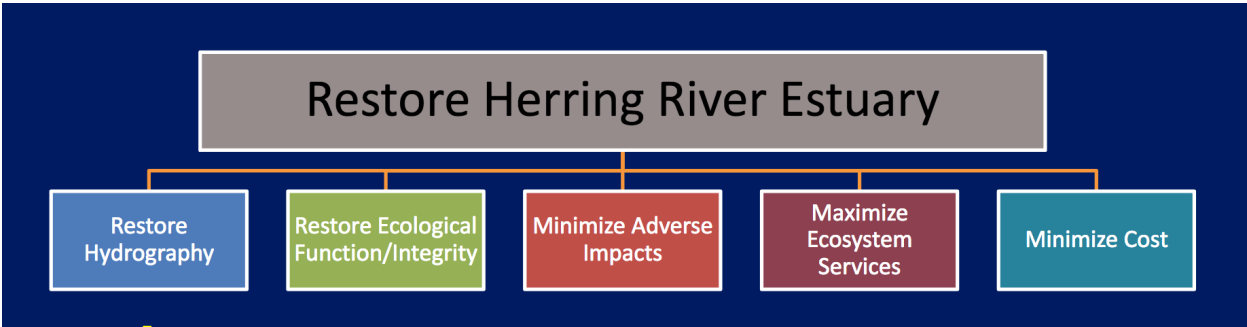 Restore Herring River Estuary
Restore
Hydrography
Restore Ecological
Function/Integrity
Minimize Adverse
Impacts
Maximize
Ecosystem
Services
Minimize Cost